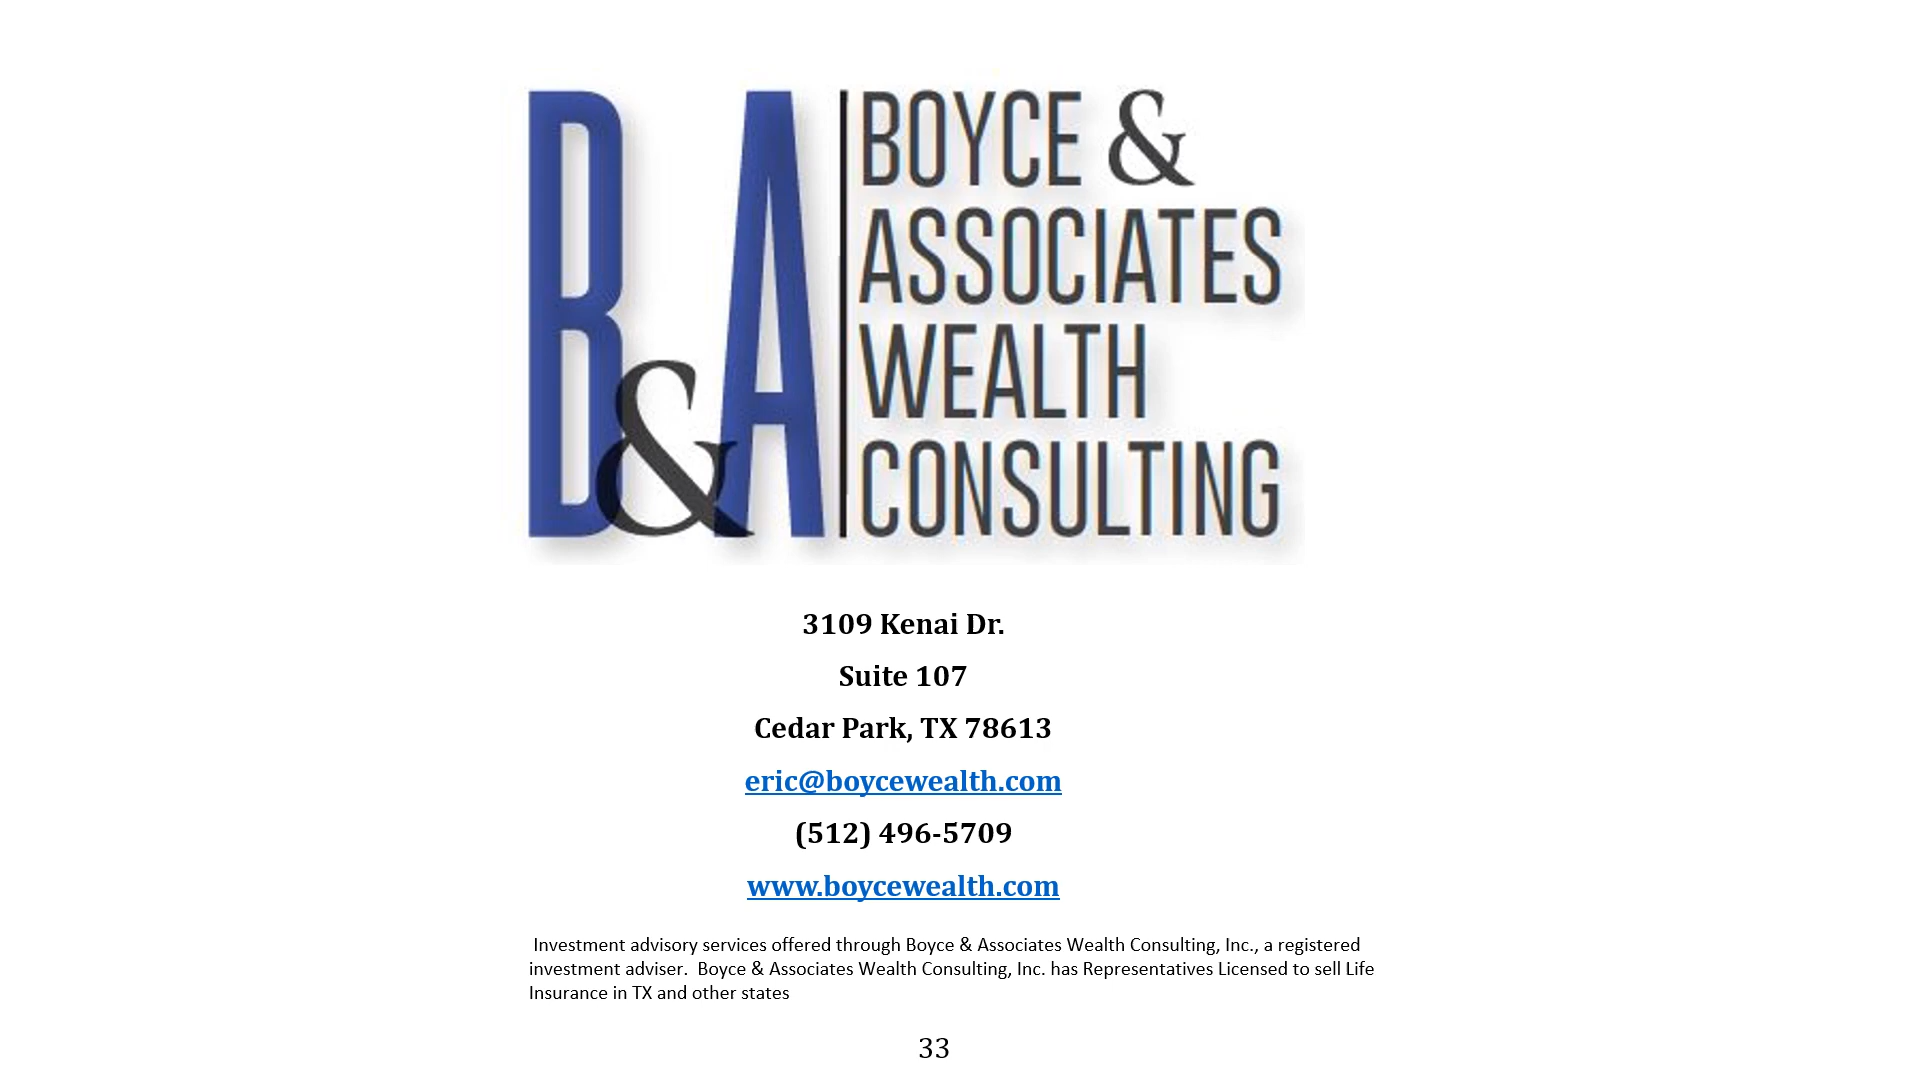 B&A
BOYCE &
ASSOCIATES
WEALTH
CONSULTING
3109 Kenai Dr.
Suite 107
Cedar Park, TX 78613
eric@boycewealth.com
(512) 496-5709
www.boycewealth.com
Investment advisory services offered through Boyce & Associates Wealth Consulting, Inc., a registered
investment adviser.  Boyce & Associates Wealth Consulting, Inc. has Representatives Licensed to sell Life
Insurance in TX and other states
33